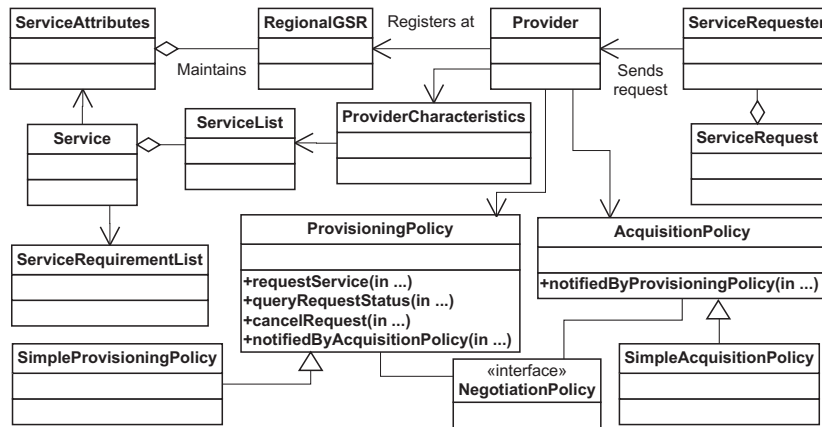 ServiceAttributes
RegionalGSR
Registers at
Provider
ServiceRequester
Maintains
Sends
request
Service
ServiceList
ProviderCharacteristics
ServiceRequest
ProvisioningPolicy
AcquisitionPolicy
ServiceRequirementList
+requestService(in ...)
+queryRequestStatus(in ...)
+cancelRequest(in ...)
+notifiedByAcquisitionPolicy(in ...)
+notifiedByProvisioningPolicy(in ...)
SimpleProvisioningPolicy
«interface»
NegotiationPolicy
SimpleAcquisitionPolicy